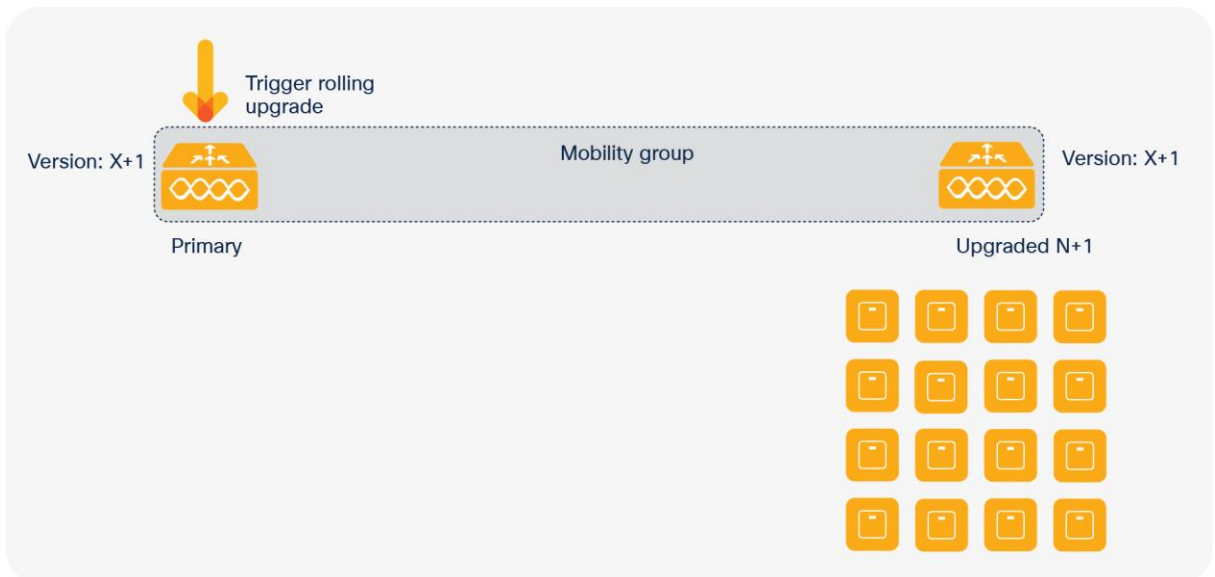 Trigger rolling
upgrade
Version: X+1
Mobility group
Version: X+1
Primary
Upgraded N+1